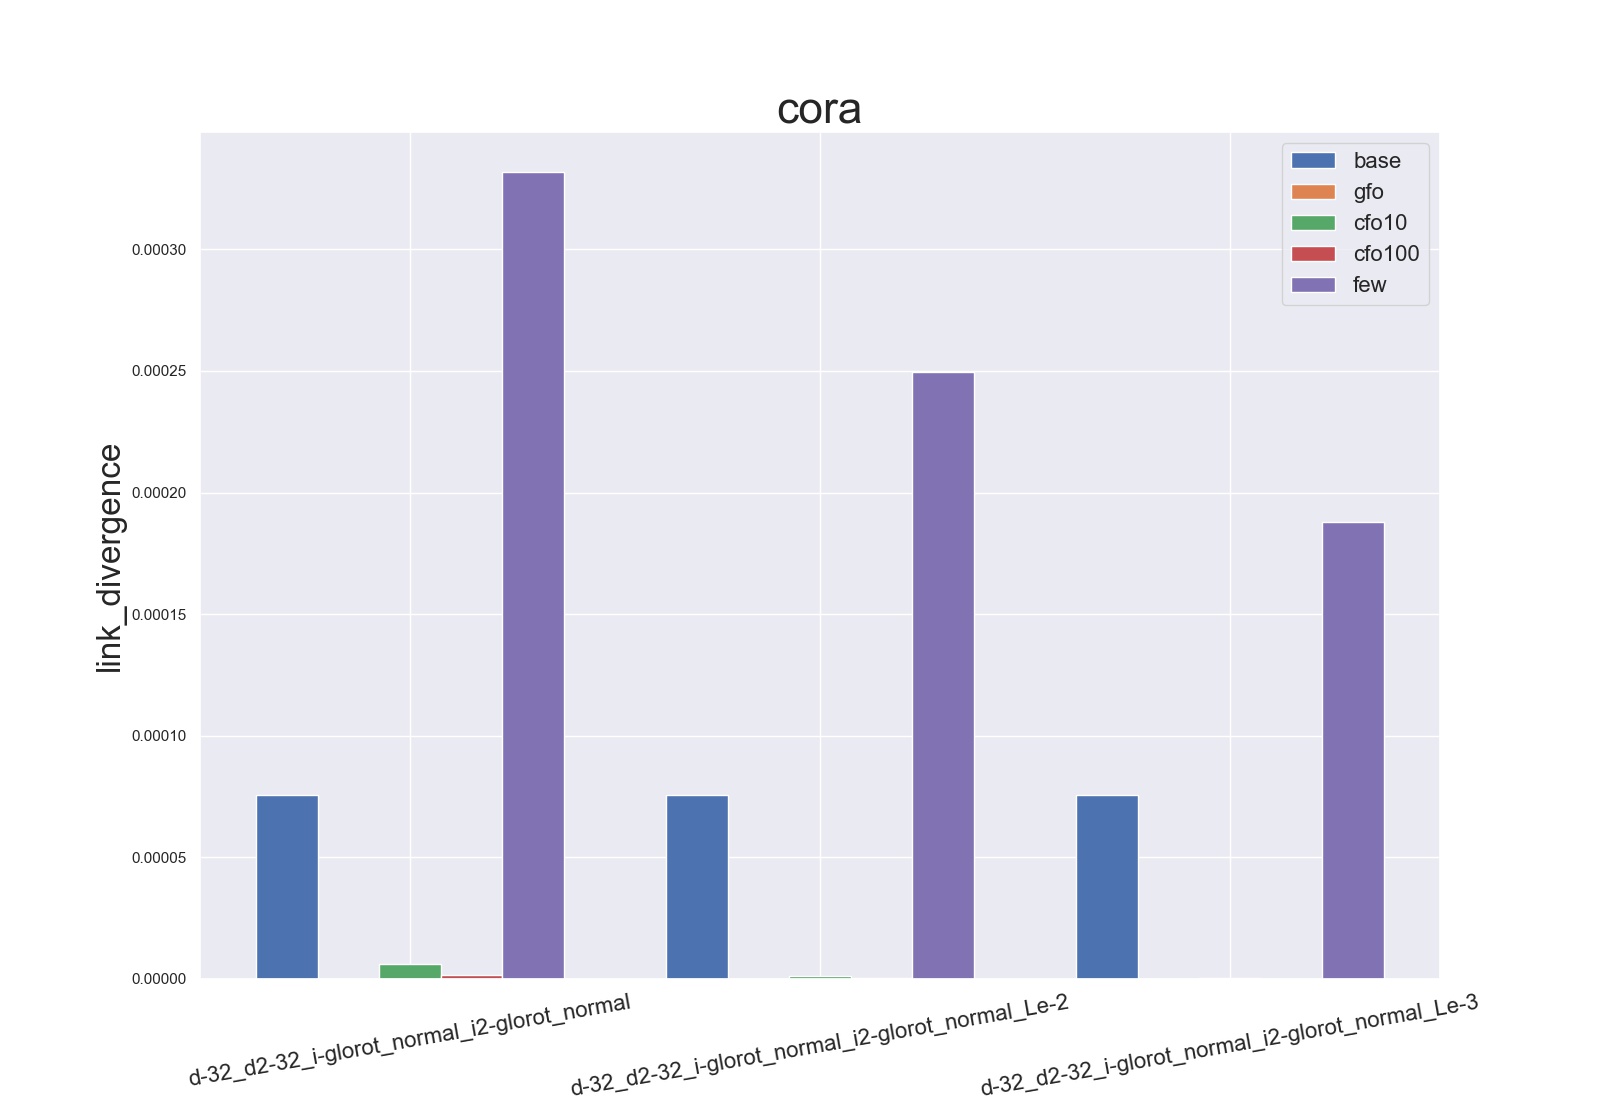 cora
base
gfo
cfo10
cfo100
few
link_divergence
0.00030
0.00025
0.00020
0.00015
0.00010
0.00005
0.00000
d-32_d2-32_i-glorot_normal_i2-glorot_normal
d-32_d2-32_i-glorot_normal_i2-glorot_normal_Le-2
d-32_d2-32_i-glorot_normal_i2-glorot_normal_Le-3